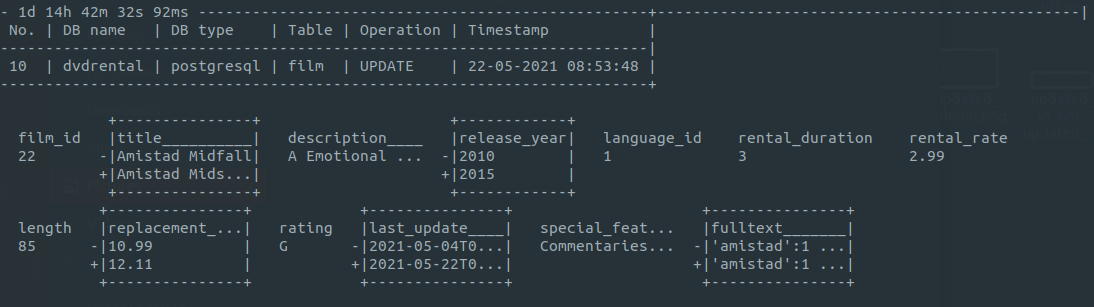 - 1d 14h 42m 32s 92ms --------------------------------------------------------+----------------------------------------------------|
No. | DB name | DB type | Table | Operation | Timestamp |
---------------------------------------------------------------------------------|
10 | dvdrental | postgresql | film | UPDATE | 22-05-2021 08:53:48 |
---------------------------------------------------------------------------------+
+---------------+ +------------+
film_id |title__________| description____ |release_year| language_id rental_duration rental_rate
22 -|Amistad Midfall| A Emotional ... -|2010 | 1 3 2.99
+|Amistad Mids...| +|2015 |
+---------------+ +------------+
+---------------+ +---------------+ +---------------+
length |replacement_...| rating |last_update____| special_feat... |fulltext_______|
85 -|10.99 | G -|2021-05-04T0...| Commentaries... -|'amistad':1 ...|
+|12.11 | +|2021-05-22T0...| +|'amistad':1 ...|
+---------------+ +---------------+ +---------------+